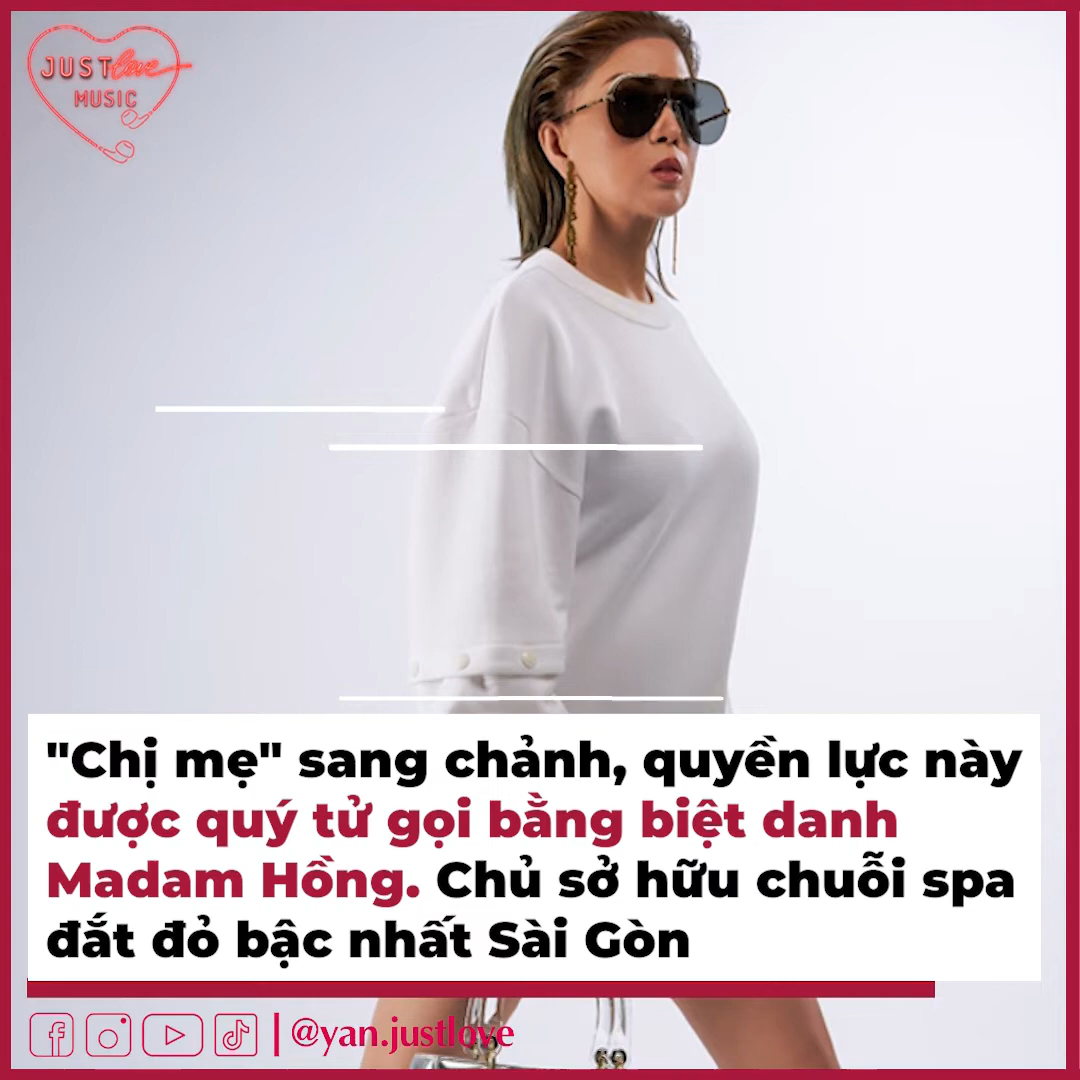 JUST love
MUSIC
"Chị mẹ" sang chảnh, quyền lực này
được quý tử gọi bằng biệt danh
Madam Hồng. Chủ sở hữu chuỗi spa
đắt đỏ bậc nhất Sài Gòn
@yan.justlove